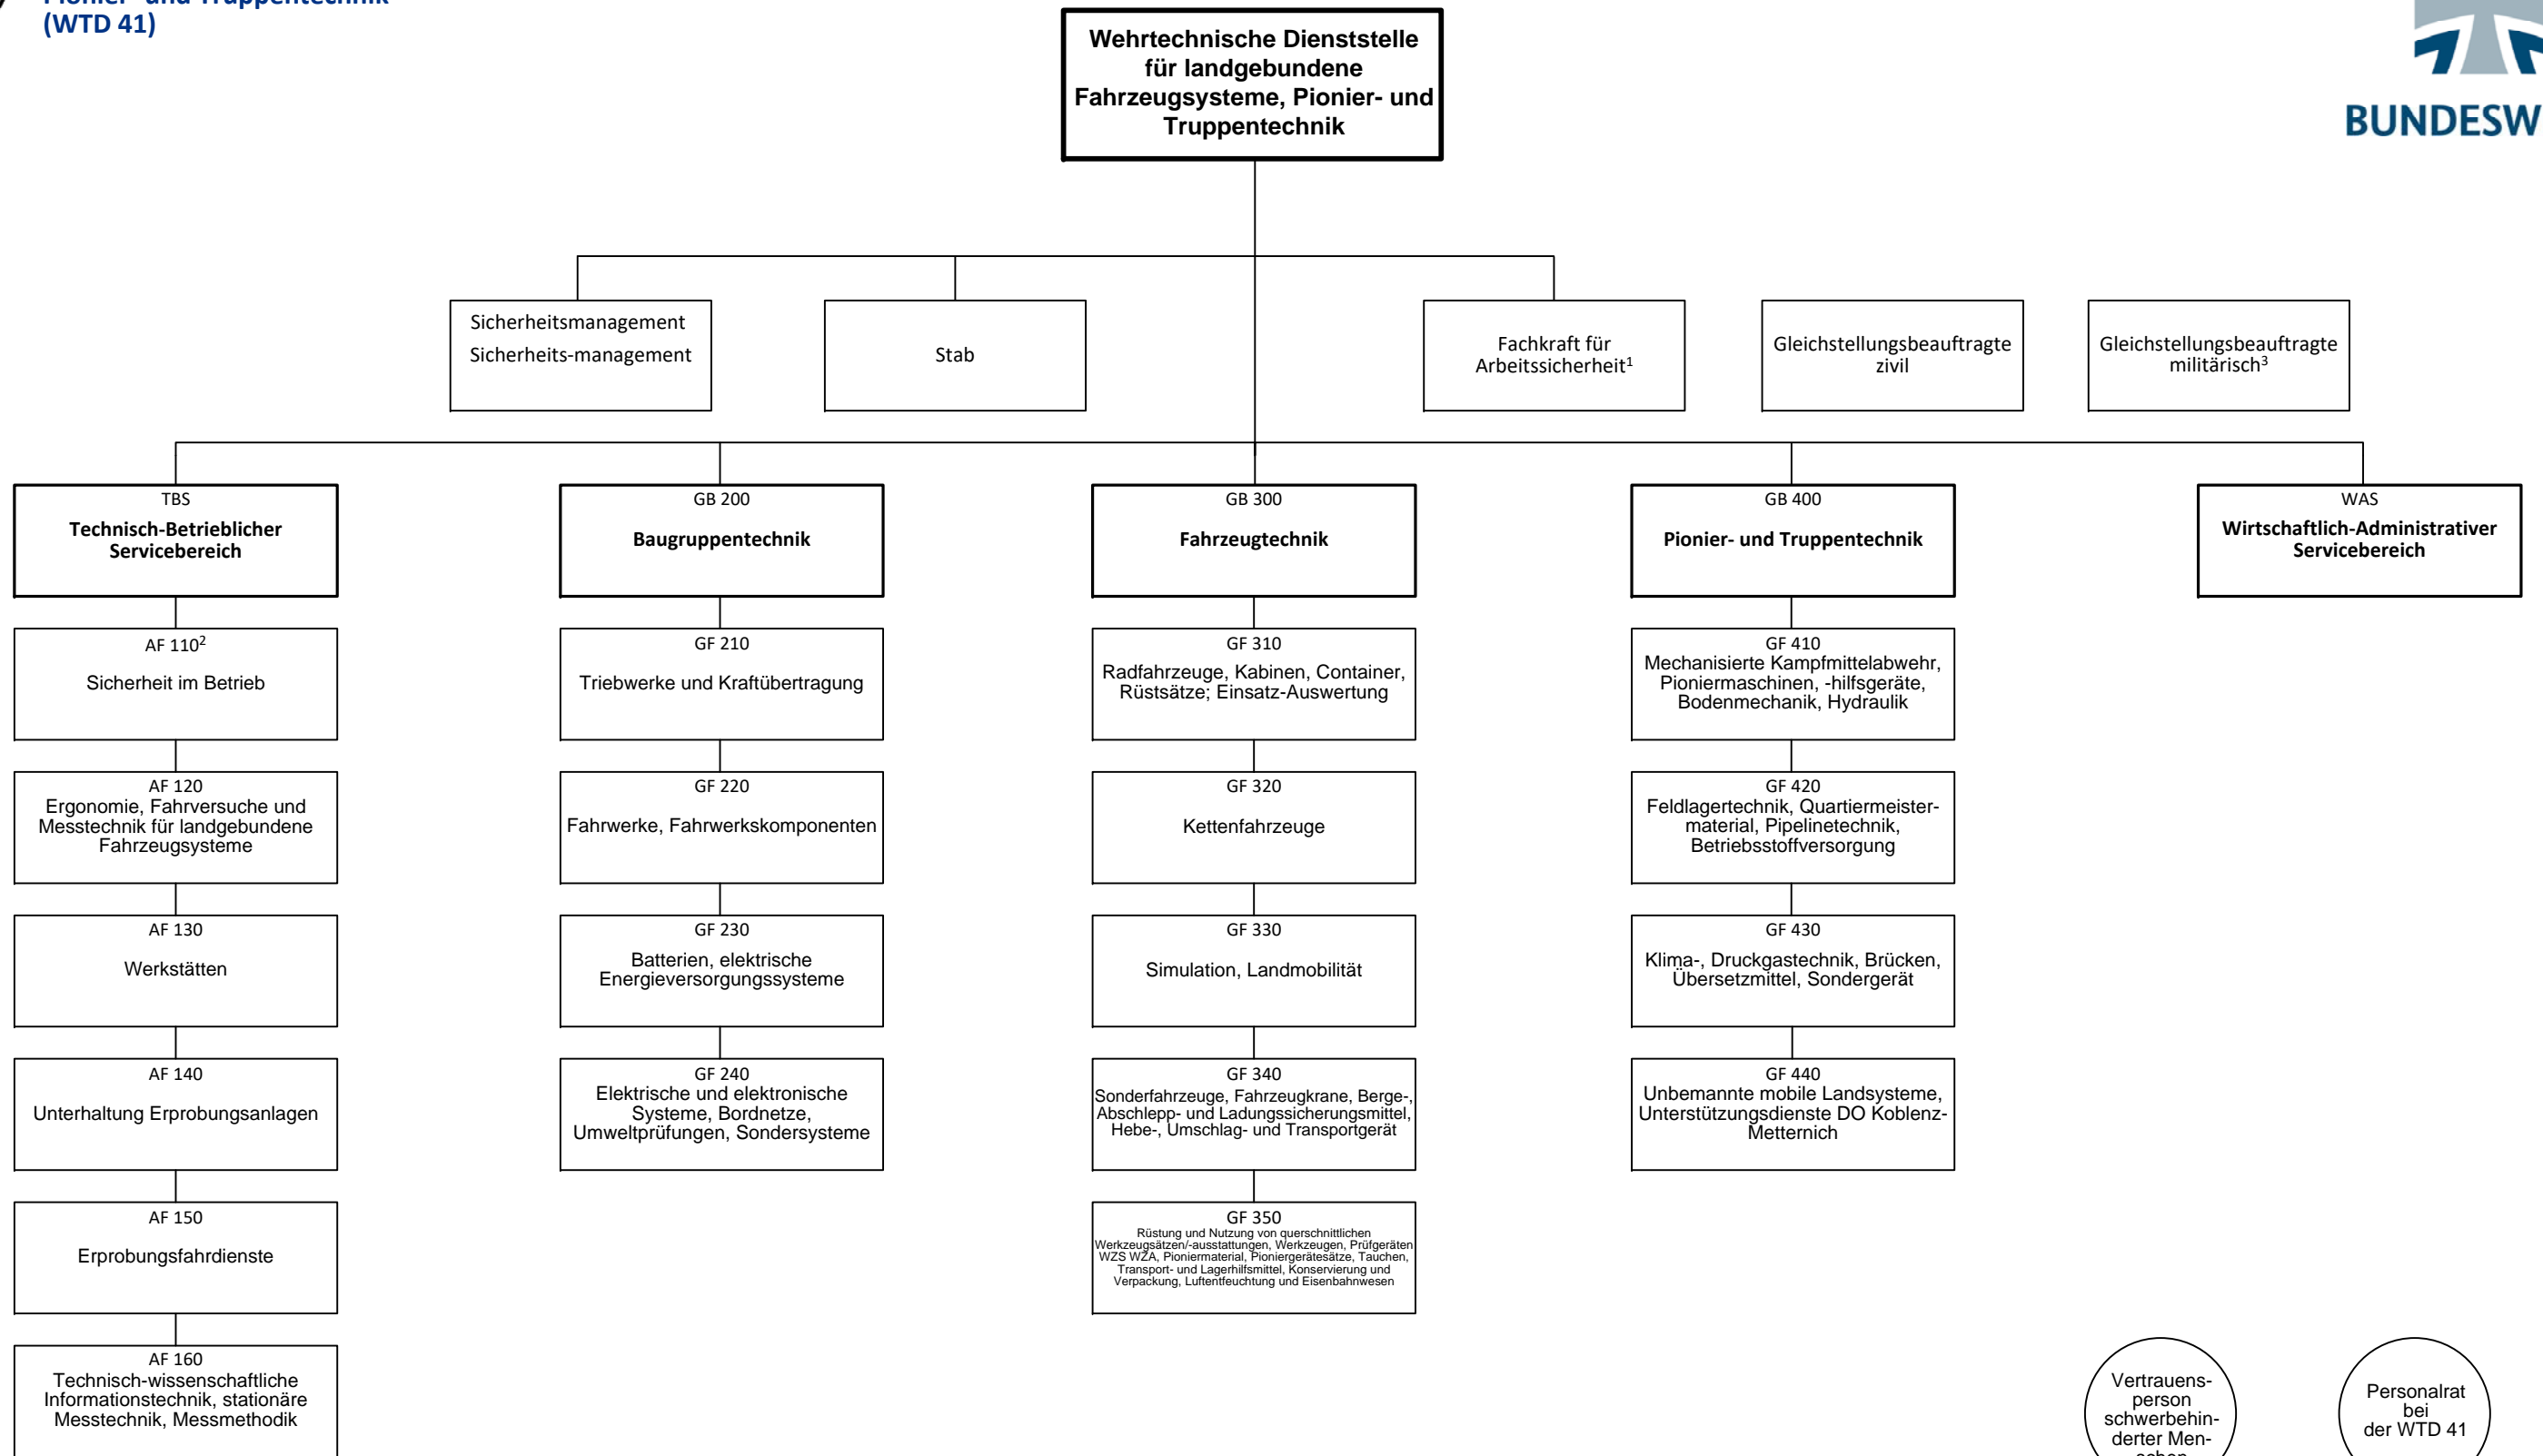 (WTD 41)
BUNDESW
Wehrtechnische Dienststelle
für landgebundene
Fahrzeugsysteme, Pionier- und
Truppentechnik
Sicherheitsmanagement
Sicherheits-management
Stab
Fachkraft für
Arbeitssicherheit¹
Gleichstellungsbeauftragte
zivil
Gleichstellungsbeauftragte
militärisch³
TBS
Technisch-Betrieblicher
Servicebereich
GB 200
Baugruppentechnik
GB 300
Fahrzeugtechnik
GB 400
Pionier- und Truppentechnik
WAS
Wirtschaftlich-Administrativer
Servicebereich
AF 110²
Sicherheit im Betrieb
GF 210
Triebwerke und Kraftübertragung
GF 310
Radfahrzeuge, Kabinen, Container,
Rüstsätze; Einsatz-Auswertung
GF 410
Mechanisierte Kampfmittelabwehr,
Pioniermaschinen, -hilfsgeräte,
Bodenmechanik, Hydraulik
AF 120
Ergonomie, Fahrversuche und
Messtechnik für landgebundene
Fahrzeugsysteme
GF 220
Fahrwerke, Fahrwerkskomponenten
GF 320
Kettenfahrzeuge
GF 420
Feldlagertechnik, Quartiermeister-
material, Pipelinetechnik,
Betriebsstoffversorgung
AF 130
Werkstätten
GF 230
Batterien, elektrische
Energieversorgungssysteme
GF 330
Simulation, Landmobilität
GF 430
Klima-, Druckgastechnik, Brücken,
Übersetzmittel, Sondergerät
AF 140
Unterhaltung Erprobungsanlagen
GF 240
Elektrische und elektronische
Systeme, Bordnetze,
Umweltprüfungen, Sondersysteme
GF 340
Sonderfahrzeuge, Fahrzeugkrane, Berge-,
Abschlepp- und Ladungssicherungsmittel,
Hebe-, Umschlag- und Transportgerät
GF 440
Unbemannte mobile Landsysteme,
Unterstützungsdienste DO Koblenz-
Metternich
AF 150
Erprobungsfahrdienste
GF 350
Rüstung und Nutzung von querschnittlichen
Werkzeugsätzen/-ausstattungen, Werkzeugen, Prüfgeräten
WZS WZA, Pioniermaterial, Pioniergerätesätze, Tauchen,
Transport- und Lagerhilfsmittel, Konservierung und
Verpackung, Luftentfeuchtung und Eisenbahnwesen
AF 160
Technisch-wissenschaftliche
Informationstechnik, stationäre
Messtechnik, Messmethodik
Vertrauens-
person
schwerbehin-
derter Men-
Personalrat
bei
der WTD 41